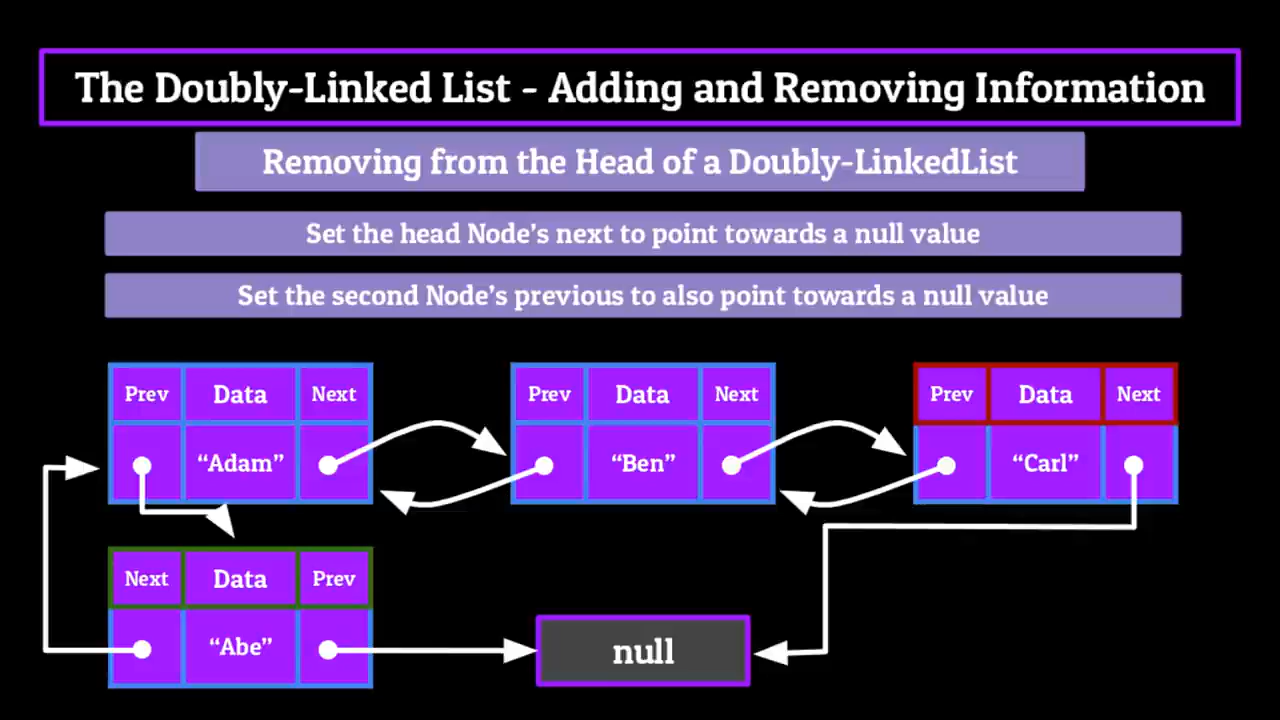 The Doubly-Linked List - Adding and Removing Information
Removing from the Head of a Doubly-LinkedList
Set the head Node's next to point towards a null value
Set the second Node's previous to also point towards a null value
Prev Data Next Prev Data Next Prev Data Next
“Adam” “Ben” “Carl”
Next Data Prev
“Abe” null